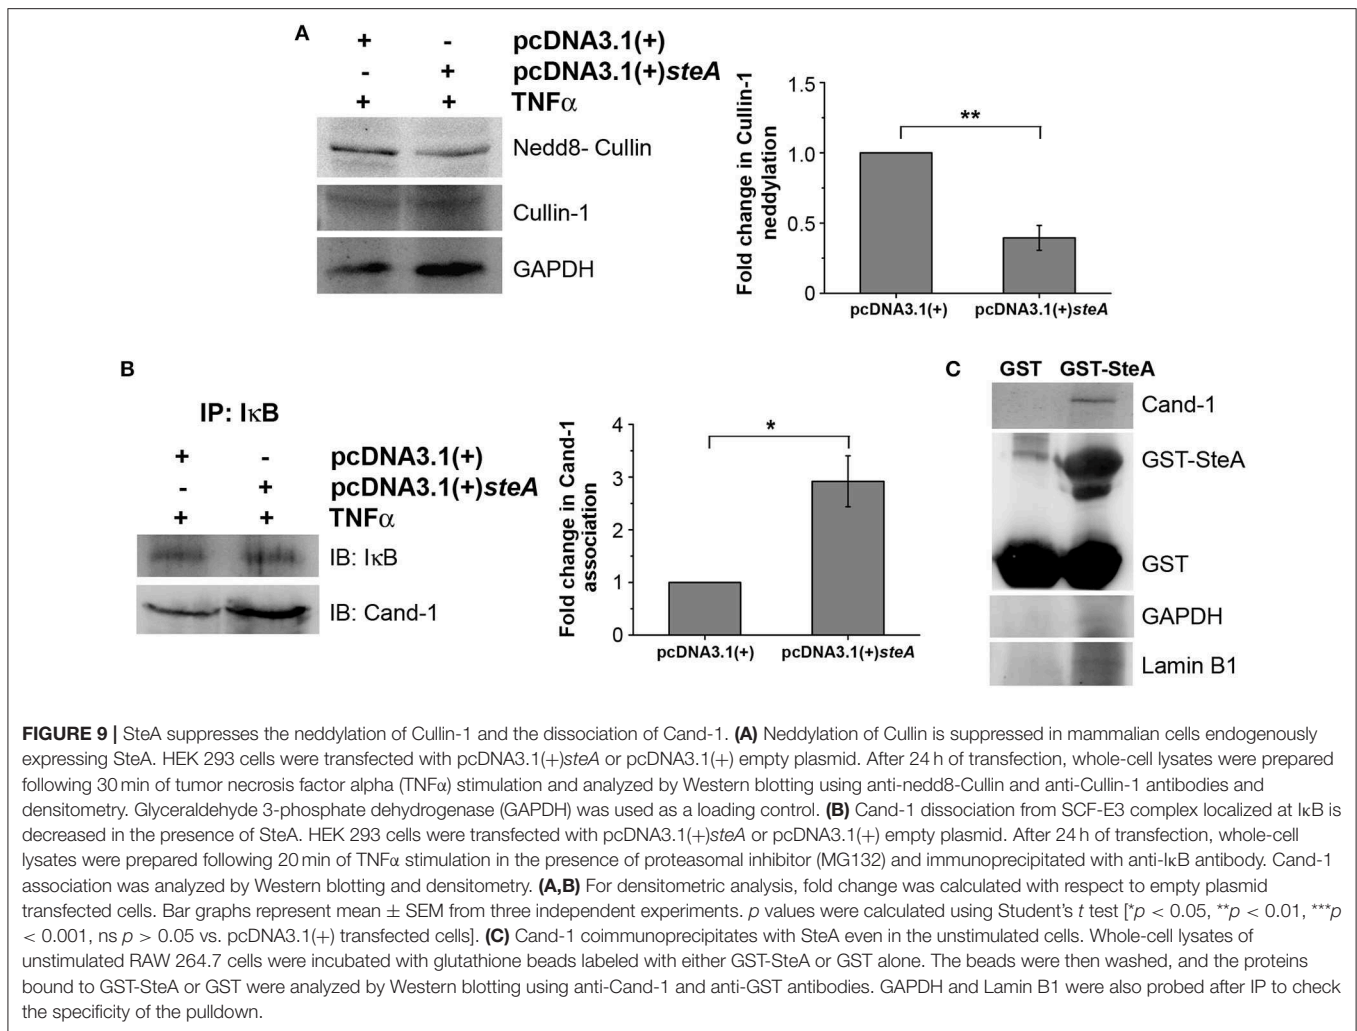 A
+ - pcDNA3.1(+)
- + pcDNA3.1(+)steA
+ + TNFα
Nedd8- Cullin
Cullin-1
GAPDH
Fold change in Cullin-1
neddylation
1.5
1.0
0.5
0
**
pcDNA3.1(+) pcDNA3.1(+)steA
B
IP: IκB
+ - pcDNA3.1(+)
- + pcDNA3.1(+)steA
+ + TNFα
IB: IκB
IB: Cand-1
Fold change in Cand-1
association
4
3
2
1
0
*
pcDNA3.1(+) pcDNA3.1(+)steA
C GST GST-SteA
Cand-1
GST-SteA
GST
GAPDH
Lamin B1
FIGURE 9 | SteA suppresses the neddylation of Cullin-1 and the dissociation of Cand-1. (A) Neddylation of Cullin is suppressed in mammalian cells endogenously
expressing SteA. HEK 293 cells were transfected with pcDNA3.1(+)steA or pcDNA3.1(+) empty plasmid. After 24 h of transfection, whole-cell lysates were prepared
following 30 min of tumor necrosis factor alpha (TNFα) stimulation and analyzed by Western blotting using anti-nedd8-Cullin and anti-Cullin-1 antibodies and
densitometry. Glyceraldehyde 3-phosphate dehydrogenase (GAPDH) was used as a loading control. (B) Cand-1 dissociation from SCF-E3 complex localized at IκB is
decreased in the presence of SteA. HEK 293 cells were transfected with pcDNA3.1(+)steA or pcDNA3.1(+) empty plasmid. After 24 h of transfection, whole-cell
lysates were prepared following 20 min of TNFα stimulation in the presence of proteasomal inhibitor (MG132) and immunoprecipitated with anti-IκB antibody. Cand-1
association was analyzed by Western blotting and densitometry. (A,B) For densitometric analysis, fold change was calculated with respect to empty plasmid
transfected cells. Bar graphs represent mean ± SEM from three independent experiments. p values were calculated using Student's t test [*p < 0.05, **p < 0.01, ***p
< 0.001, ns p > 0.05 vs. pcDNA3.1(+) transfected cells]. (C) Cand-1 coimmunoprecipitates with SteA even in the unstimulated cells. Whole-cell lysates of
unstimulated RAW 264.7 cells were incubated with glutathione beads labeled with either GST-SteA or GST alone. The beads were then washed, and the proteins
bound to GST-SteA or GST were analyzed by Western blotting using anti-Cand-1 and anti-GST antibodies. GAPDH and Lamin B1 were also probed after IP to check
the specificity of the pulldown.